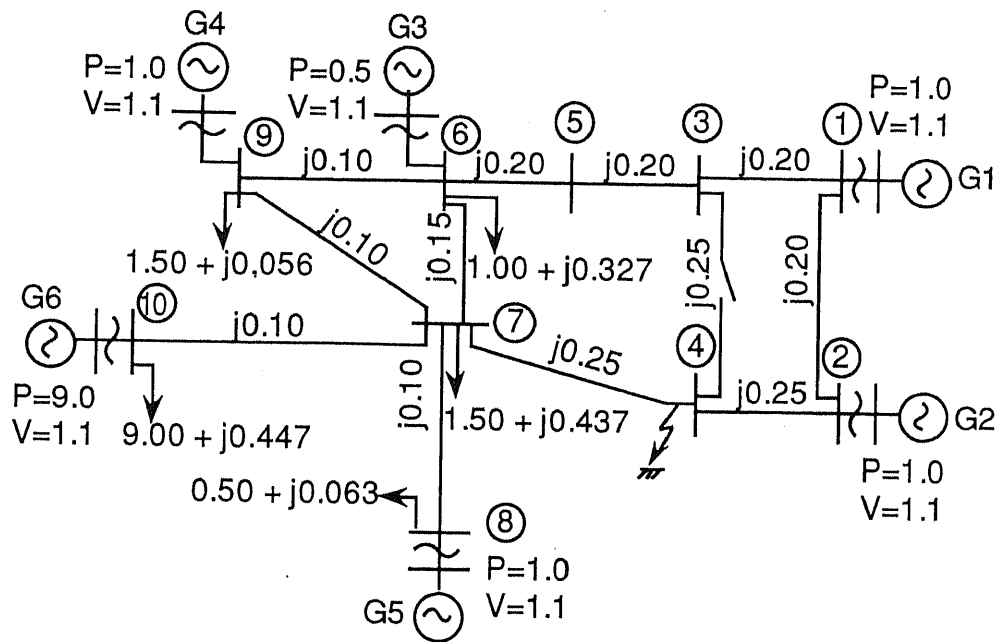 G4
P=1.0
V=1.1
G3
P=0.5
V=1.1
P=1.0
V=1.1
G1
9
6
5
3
1
j0.10
j0.20
j0.20
j0.20
j0.10
j0.15
j0.25
j0.20
1.50 + j0,056
1.00 + j0.327
G6
10
j0.10
7
j0.25
4
2
j0.25
G2
P=9.0
V=1.1
9.00 + j0.447
j0.10
1.50 + j0.437
P=1.0
V=1.1
0.50 + j0.063
8
P=1.0
V=1.1
G5